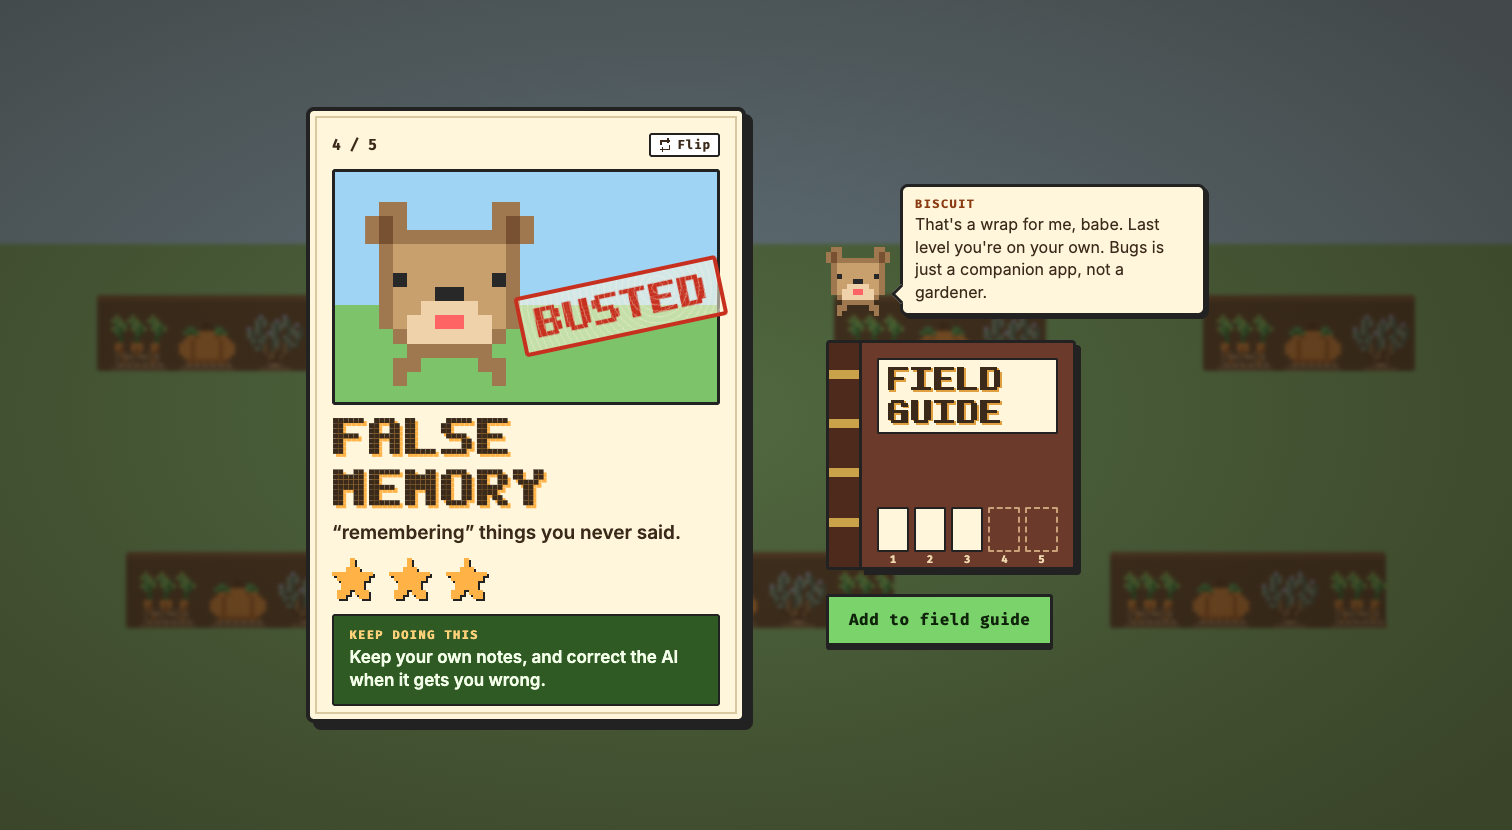 4 / 5
Flip
BUSTED
FALSE
MEMORY
“remembering” things you never said.
KEEP DOING THIS
Keep your own notes, and correct the AI
when it gets you wrong.
BISCUIT
That's a wrap for me, babe. Last
level you're on your own. Bugs is
just a companion app, not a
gardener.
FIELD
GUIDE
1 2 3 4 5
Add to field guide